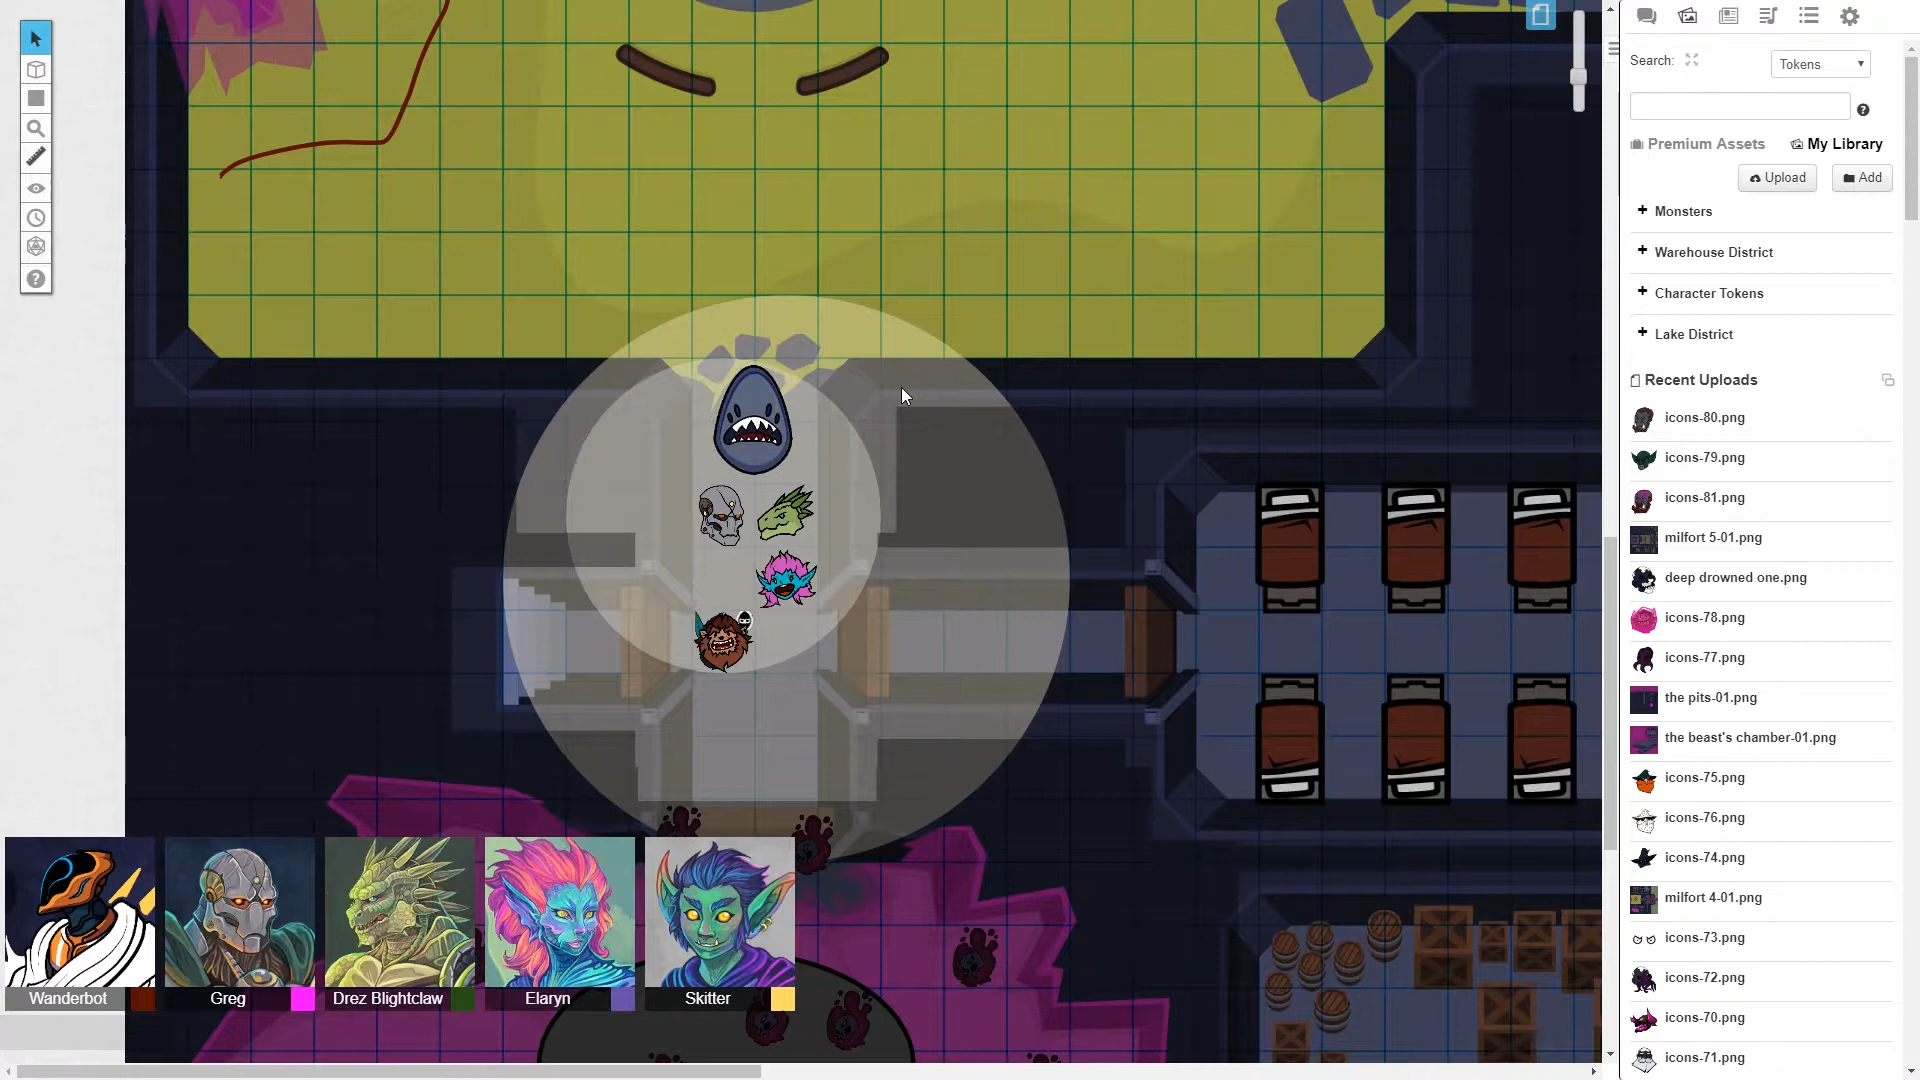 Search:
Tokens
Premium Assets
My Library
Upload
Add
Monsters
Warehouse District
Character Tokens
Lake District
Recent Uploads
icons-80.png
icons-79.png
icons-81.png
milfort 5-01.png
deep drowned one.png
icons-78.png
icons-77.png
the pits-01.png
the beast's chamber-01.png
icons-75.png
icons-76.png
icons-74.png
milfort 4-01.png
icons-73.png
icons-72.png
icons-70.png
icons-71.png
Wanderbot
Greg
Drez Blightclaw
Elaryn
Skitter